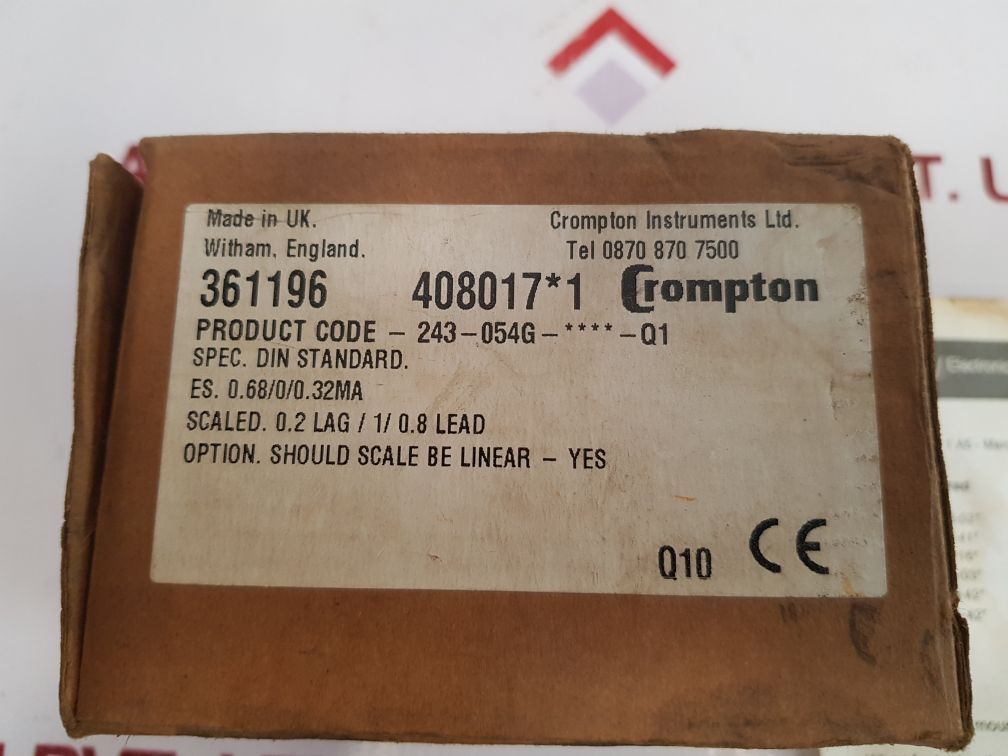 Made in UK. Crompton Instruments Ltd.
Witham, England. Tel 0870 870 7500
361196 408017*1 Crompton
PRODUCT CODE - 243-054G-****-Q1
SPEC. DIN STANDARD.
ES. 0.68/0/0.32MA
SCALED. 0.2 LAG / 1/ 0.8 LEAD
OPTION. SHOULD SCALE BE LINEAR - YES
Q10 CE